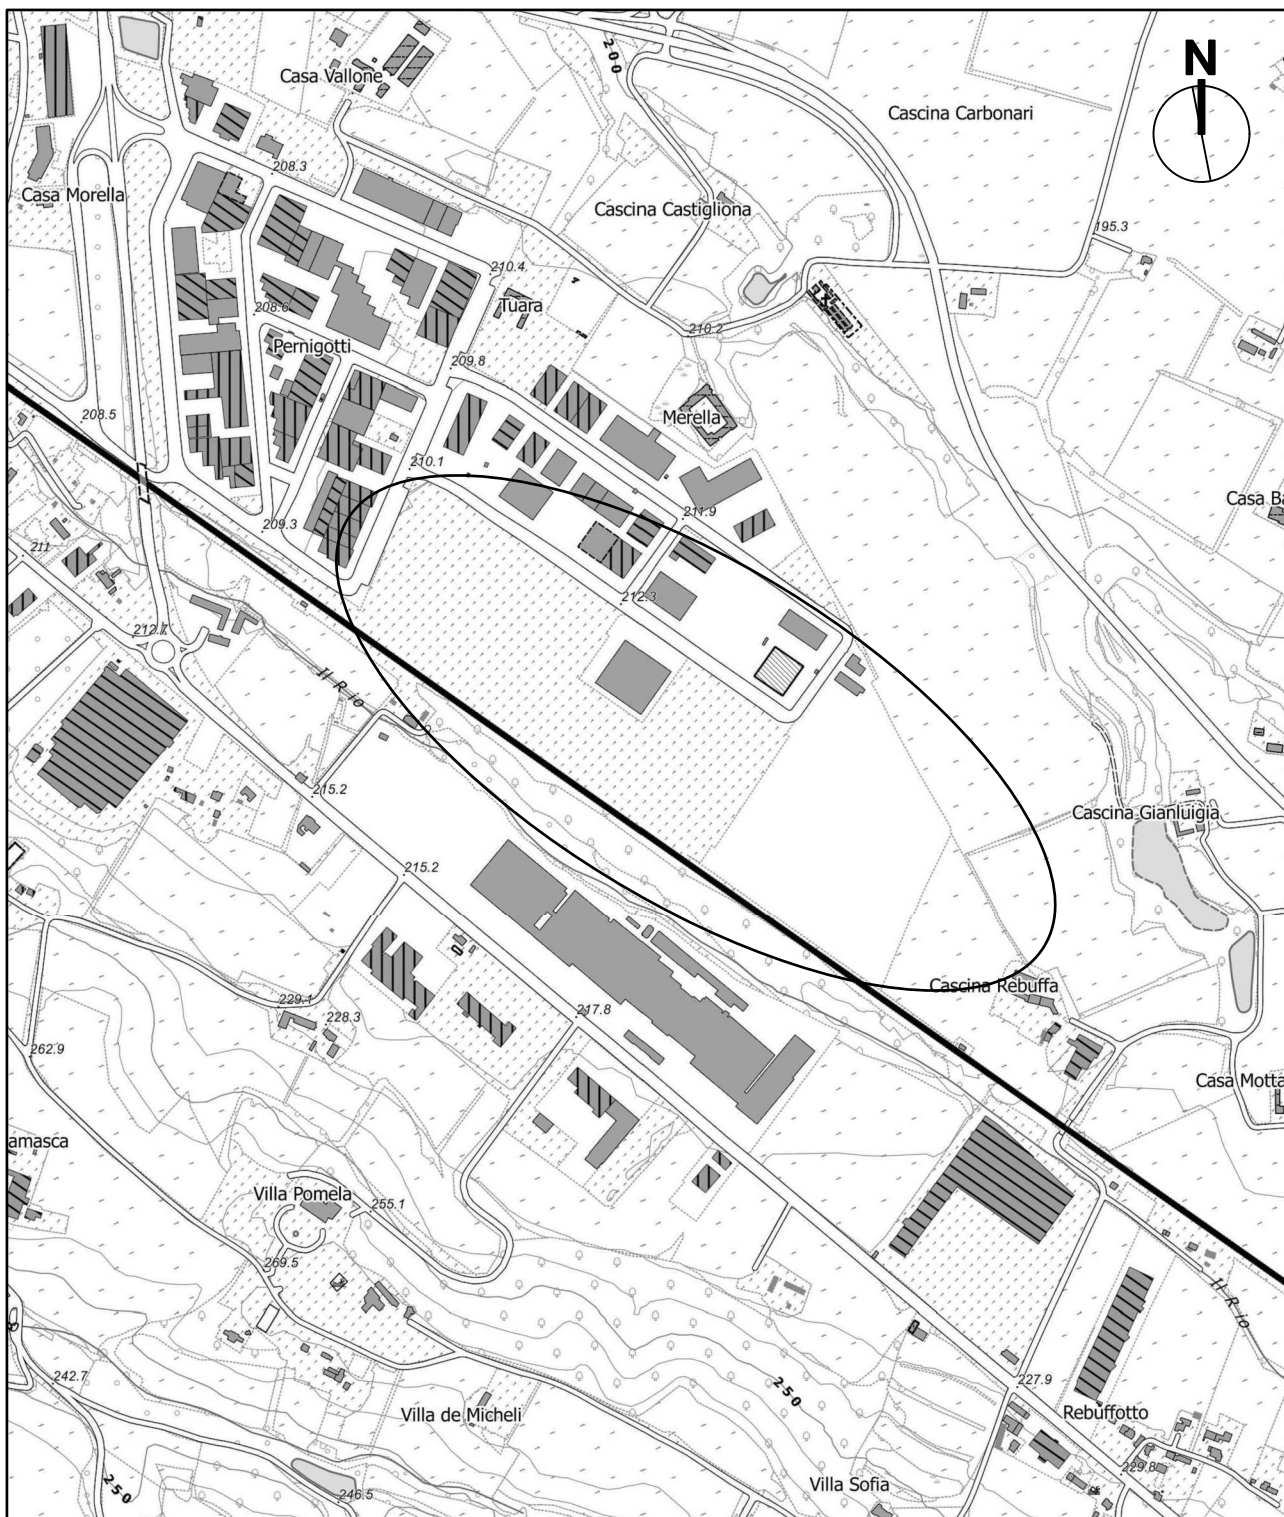 200
N
Casa Vallone
Cascina Carbonari
208.3
Casa Morella
Cascina Castigliona
195.3
210.4
Tuara
208.6
210.2
Pernigotti
209.8
208.5
Merella
210.1
Casa Ba
209.3
211.9
211
212.3
212.7
Il Rio
215.2
Cascina Gianluigia
215.2
Cascina Rebuffa
229.1
217.8
228.3
262.9
Casa Motta
amasca
Villa Pomela
255.1
269.5
Il Rio
242.7
250
227.9
Villa de Micheli
Rebuffotto
229.8
250
246.5
Villa Sofia